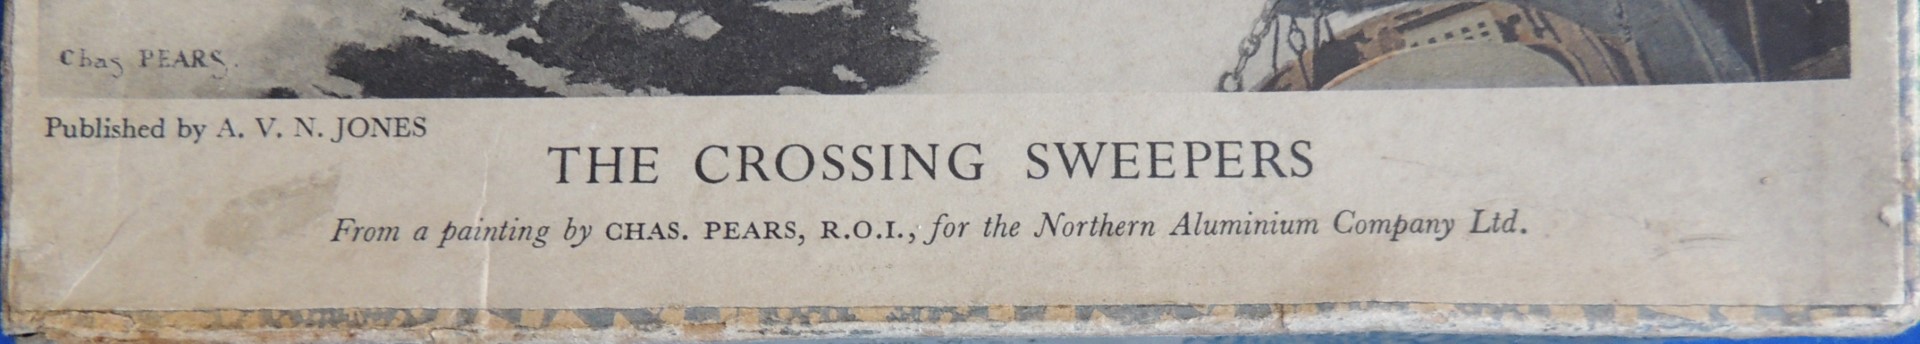 Chas PEARS.
Published by A. V. N. JONES
THE CROSSING SWEEPERS
From a painting by CHAS. PEARS, R.O.I., for the Northern Aluminium Company Ltd.